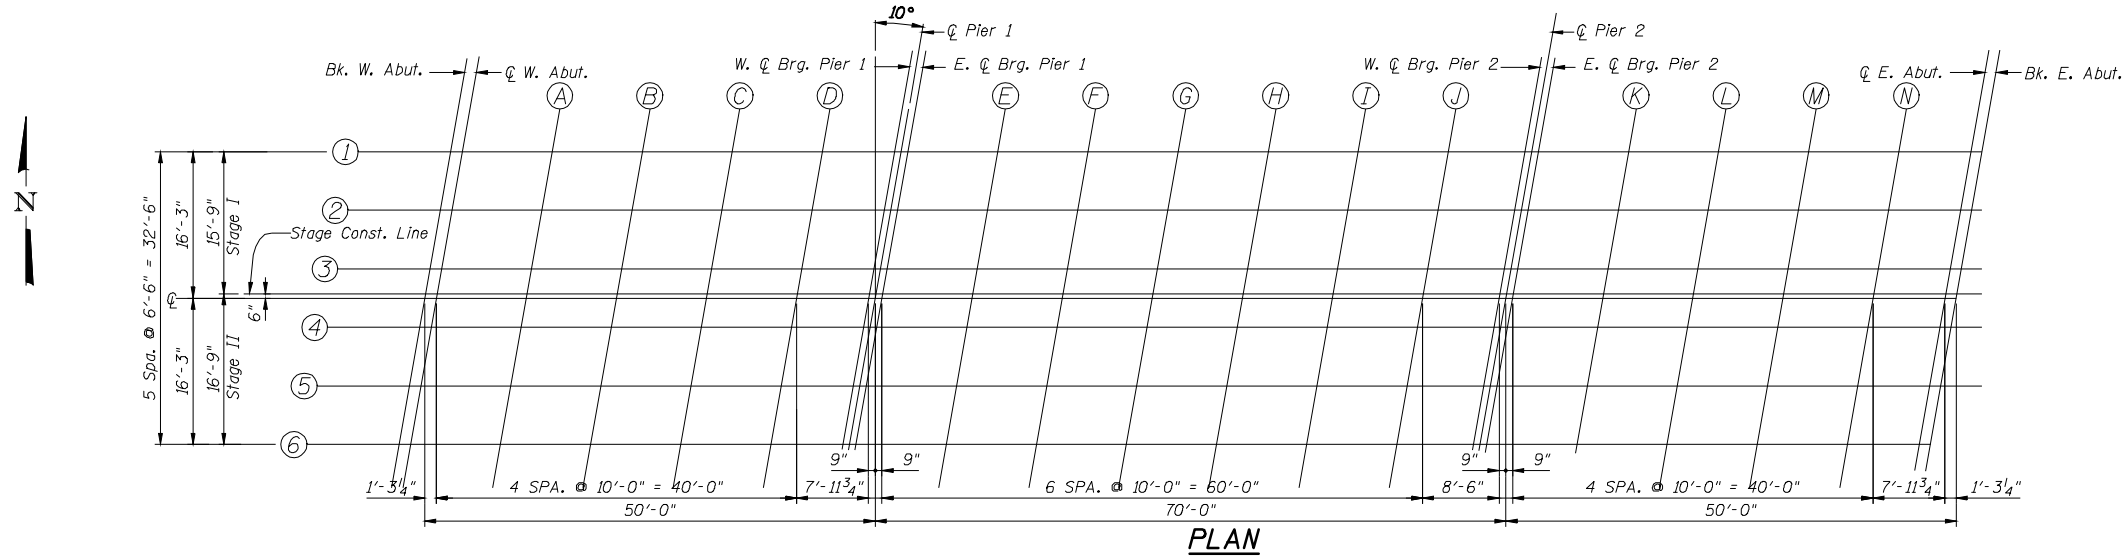 10°
℄ Pier 1
℄ Pier 2
Bk. W. Abut.
℄ W. Abut.
W. ℄ Brg. Pier 1
E. ℄ Brg. Pier 1
W. ℄ Brg. Pier 2
E. ℄ Brg. Pier 2
℄ E. Abut.
Bk. E. Abut.
A
B
C
D
E
F
G
H
I
J
K
L
M
N
N
1
2
3
4
5
6
5 Spa. @ 6'-6" = 32'-6"
16'-3"
15'-9"
Stage I
Stage Const. Line
℄
6"
16'-3"
16'-9"
Stage II
9"
9"
9"
9"
1'-3¼"
4 SPA. @ 10'-0" = 40'-0"
7'-11¾"
6 SPA. @ 10'-0" = 60'-0"
8'-6"
4 SPA. @ 10'-0" = 40'-0"
7'-11¾"
1'-3¼"
50'-0"
70'-0"
50'-0"
PLAN